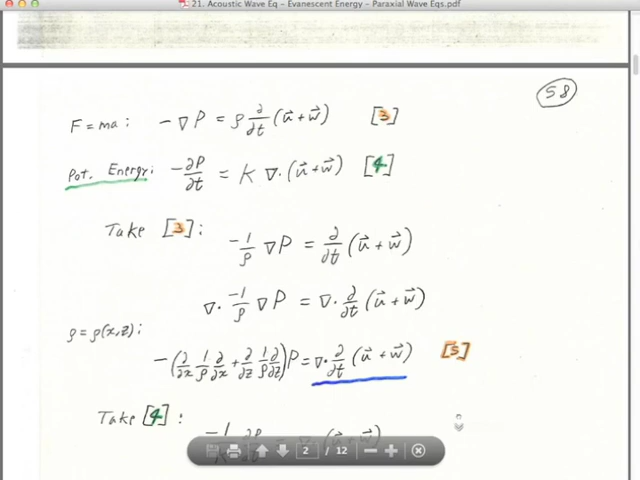 21. Acoustic Wave Eq – Evanescent Energy – Paraxial Wave Eqs.pdf
58
F = ma: −∇P = ρ ∂/∂t (u⃗ + w⃗) [3]
Pot. Energy: −∂P/∂t = K ∇·(u⃗ + w⃗) [4]
Take [3]: −1/ρ ∇P = ∂/∂t (u⃗ + w⃗)
∇· −1/ρ ∇P = ∇· ∂/∂t (u⃗ + w⃗)
ρ = ρ(x,z):
−(∂/∂x 1/ρ ∂/∂x + ∂/∂z 1/ρ ∂/∂z)P = ∇· ∂/∂t (u⃗ + w⃗) [5]
Take [4]:
2 / 12